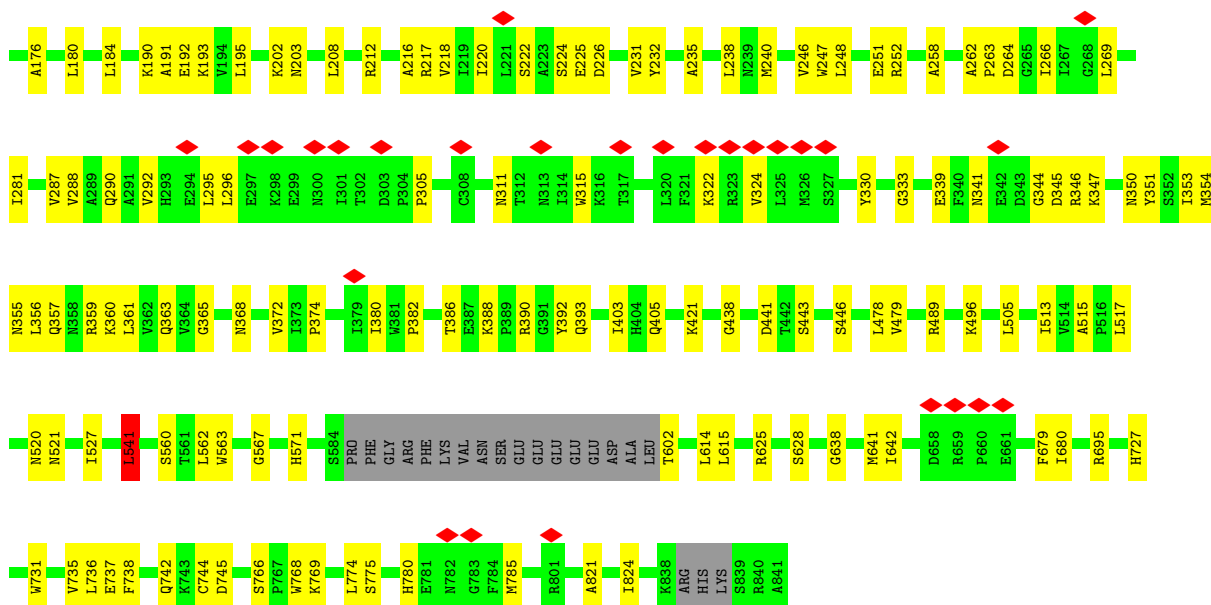 A176 L180 L184 K190 A191 E192 K193 V194 L195 K202 N203 L208 R212 A216 R217 V218 I219 I220 L221 S222 A223 S224 E225 D226 V231 Y232 A235 L238 N239 M240 V246 W247 L248 E251 R252 A258 A262 P263 D264 G265 I266 I267 G268 L269
I281 V287 V288 A289 Q290 A291 V292 H293 E294 L295 L296 E297 K298 E299 N300 I301 T302 D303 P304 P305 C308 N311 T312 N313 I314 W315 K316 T317 L320 F321 K322 R323 V324 L325 M326 S327 Y330 G333 E339 F340 N341 E342 D343 G344 D345 R346 K347 N350 Y351 S352 I353 M354
N355 L356 Q357 N358 R359 K360 L361 V362 Q363 V364 G365 N368 V372 I373 P374 I379 I380 W381 P382 T386 E387 K388 P389 R390 G391 Y392 Q393 I403 H404 Q405 K421 G438 D441 T442 S443 S446 L478 V479 R489 K496 L505 I513 V514 A515 P516 L517
N520 N521 I527 L541 S560 T561 L562 W563 G567 H571 S584 PRO PHE GLY ARG PHE LYS VAL ASN SER GLU GLU GLU GLU GLU ASP ALA LEU T602 L614 L615 R625 S628 G638 M641 I642 D658 R659 P660 E661 F679 I680 R695 H727
W731 V735 L736 E737 F738 Q742 K743 C744 D745 S766 P767 W768 K769 L774 S775 H780 E781 N782 G783 F784 M785 R801 A821 I824 K838 ARG HIS LYS S839 R840 A841